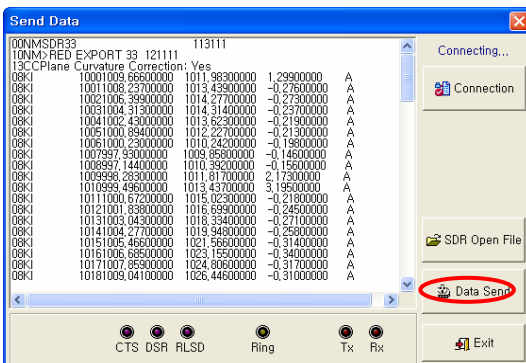 Send Data
00NMSDR33 113111
10NM>RED EXPORT 33 121111
13CCPlane Curvature Correction: Yes
08KI 10001009,66600000 1011,98300000 1,29900000 A
08KI 10011008,23700000 1013,43900000 -0,27600000 A
08KI 10021006,39900000 1014,27700000 -0,27300000 A
08KI 10031004,31300000 1014,31400000 -0,23700000 A
08KI 10041002,43000000 1013,62300000 -0,21900000 A
08KI 10051000,89400000 1012,22700000 -0,21300000 A
08KI 10061000,23000000 1010,24200000 -0,19800000 A
08KI 1007997,93000000 1009,85800000 -0,14600000 A
08KI 1008997,14400000 1010,39200000 -0,15600000 A
08KI 1009998,28300000 1011,81700000 2,17300000 A
08KI 1010999,49600000 1013,43700000 3,19500000 A
08KI 10111000,67200000 1015,02300000 -0,21800000 A
08KI 10121001,83800000 1016,69900000 -0,24500000 A
08KI 10131003,04300000 1018,33400000 -0,27100000 A
08KI 10141004,27700000 1019,94800000 -0,25800000 A
08KI 10151005,46600000 1021,56600000 -0,31400000 A
08KI 10161006,68500000 1023,15500000 -0,34000000 A
08KI 10171007,85900000 1024,80600000 -0,31700000 A
08KI 10181009,04100000 1026,44600000 -0,31000000 A
Connecting...
Connection
SDR Open File
Data Send
Exit
CTS DSR RLSD Ring Tx Rx